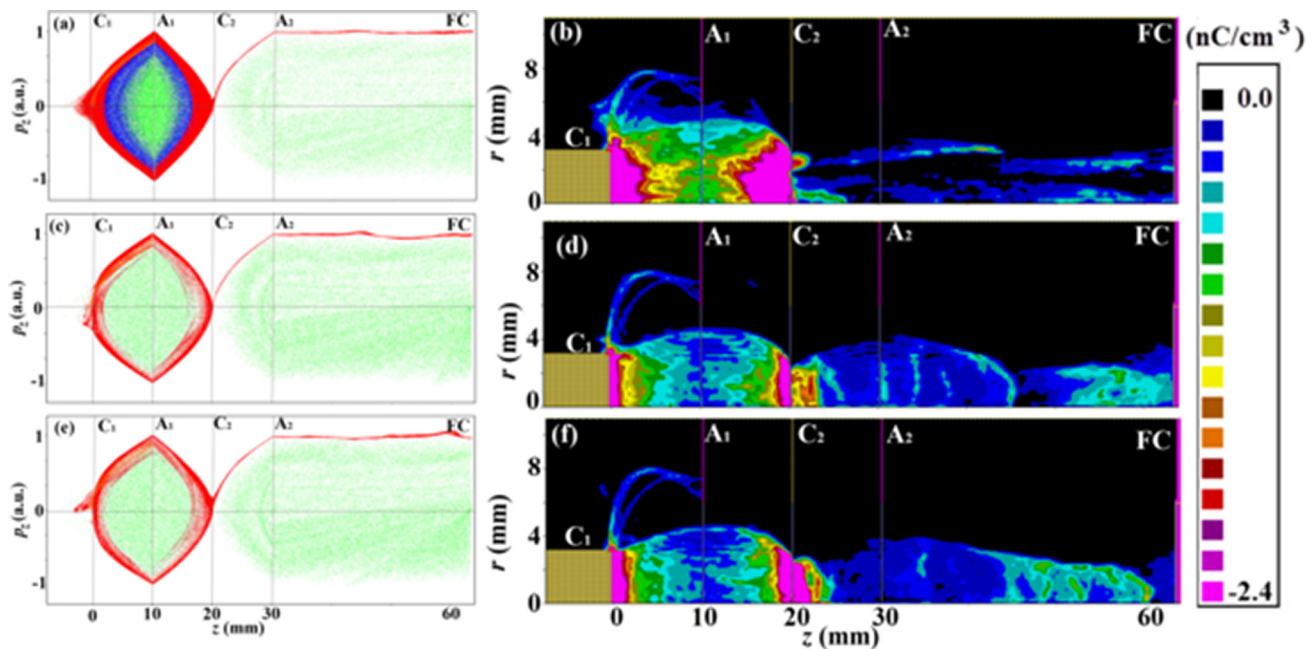 (a) C₁ A₁ C₂ A₂ FC
1
0
-1
p_z (a.u.)
(c) C₁ A₁ C₂ A₂ FC
1
0
-1
p_z (a.u.)
(e) C₁ A₁ C₂ A₂ FC
1
0
-1
p_z (a.u.)
0 10 20 30 60
z (mm)
(b) A₁ C₂ A₂ FC
8
4
0
r (mm)
C₁
(d) A₁ C₂ A₂ FC
8
4
0
r (mm)
C₁
(f) A₁ C₂ A₂ FC
8
4
0
r (mm)
C₁
0 10 20 30 60
z (mm)
(nC/cm³)
0.0
-2.4